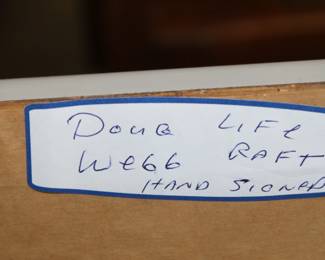 Doug Life
Webb Raft
Hand Signed